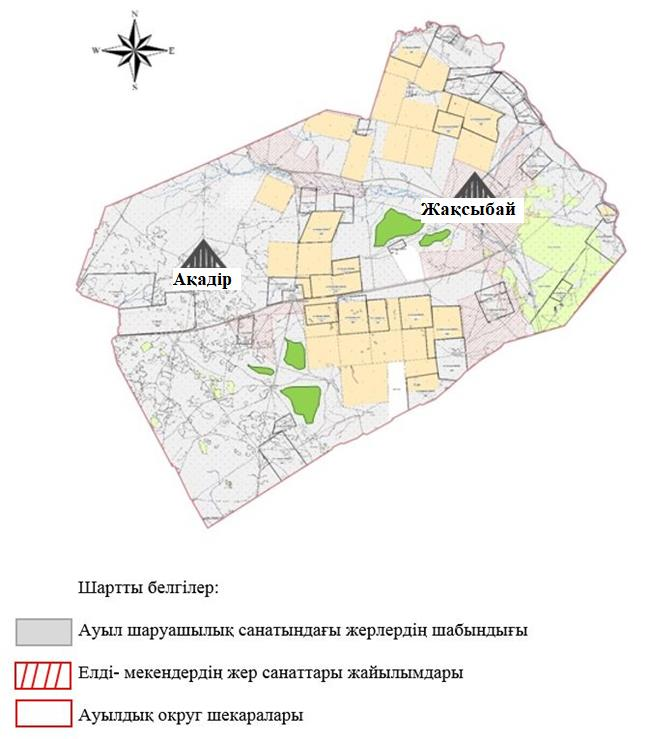 N
W E
S
Жақсыбай
Ақадір
Шартты белгілер:
Ауыл шаруашылық санатындағы жерлердің шабындығы
Елді- мекендердің жер санаттары жайылымдары
Ауылдық округ шекаралары